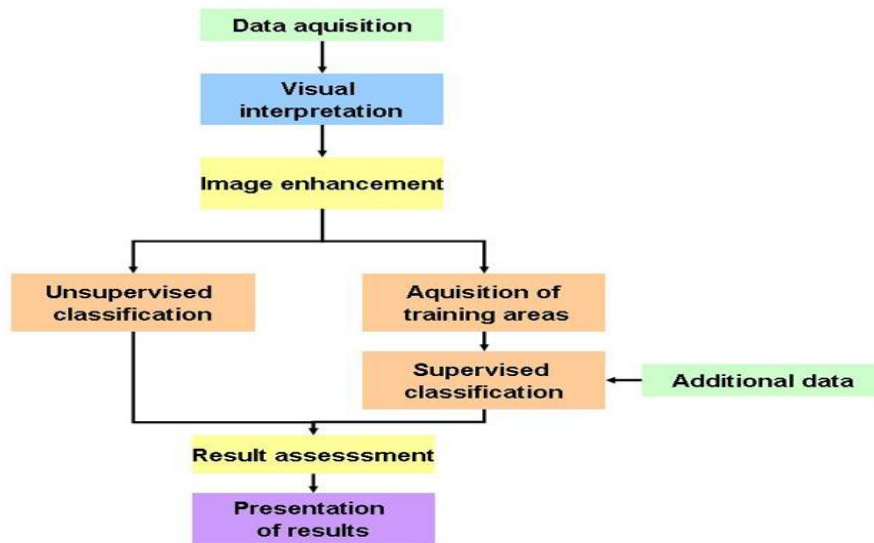 Data aquisition
Visual
interpretation
Image enhancement
Unsupervised
classification
Aquisition of
training areas
Supervised
classification
Additional data
Result assesssment
Presentation
of results